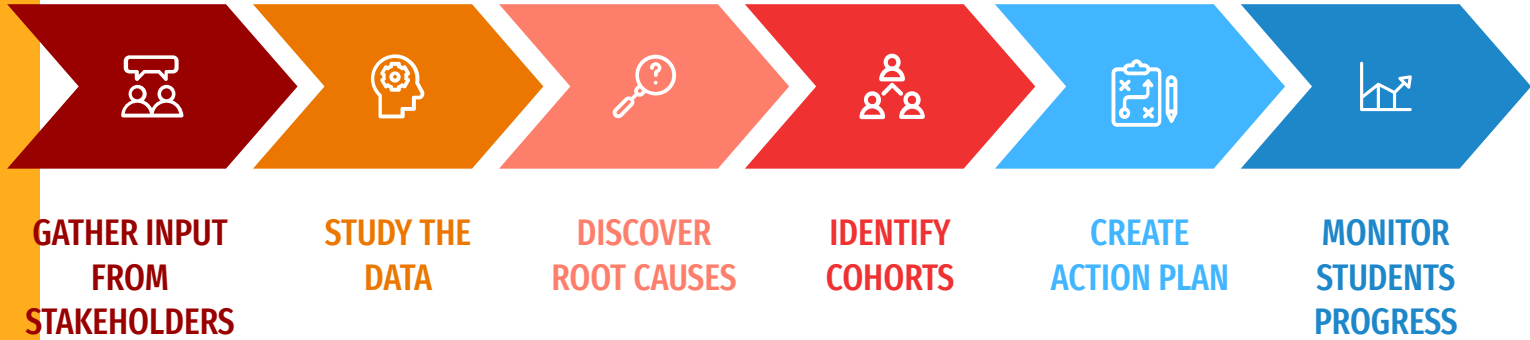 GATHER INPUT
FROM
STAKEHOLDERS
STUDY THE
DATA
DISCOVER
ROOT CAUSES
IDENTIFY
COHORTS
CREATE
ACTION PLAN
MONITOR
STUDENTS
PROGRESS